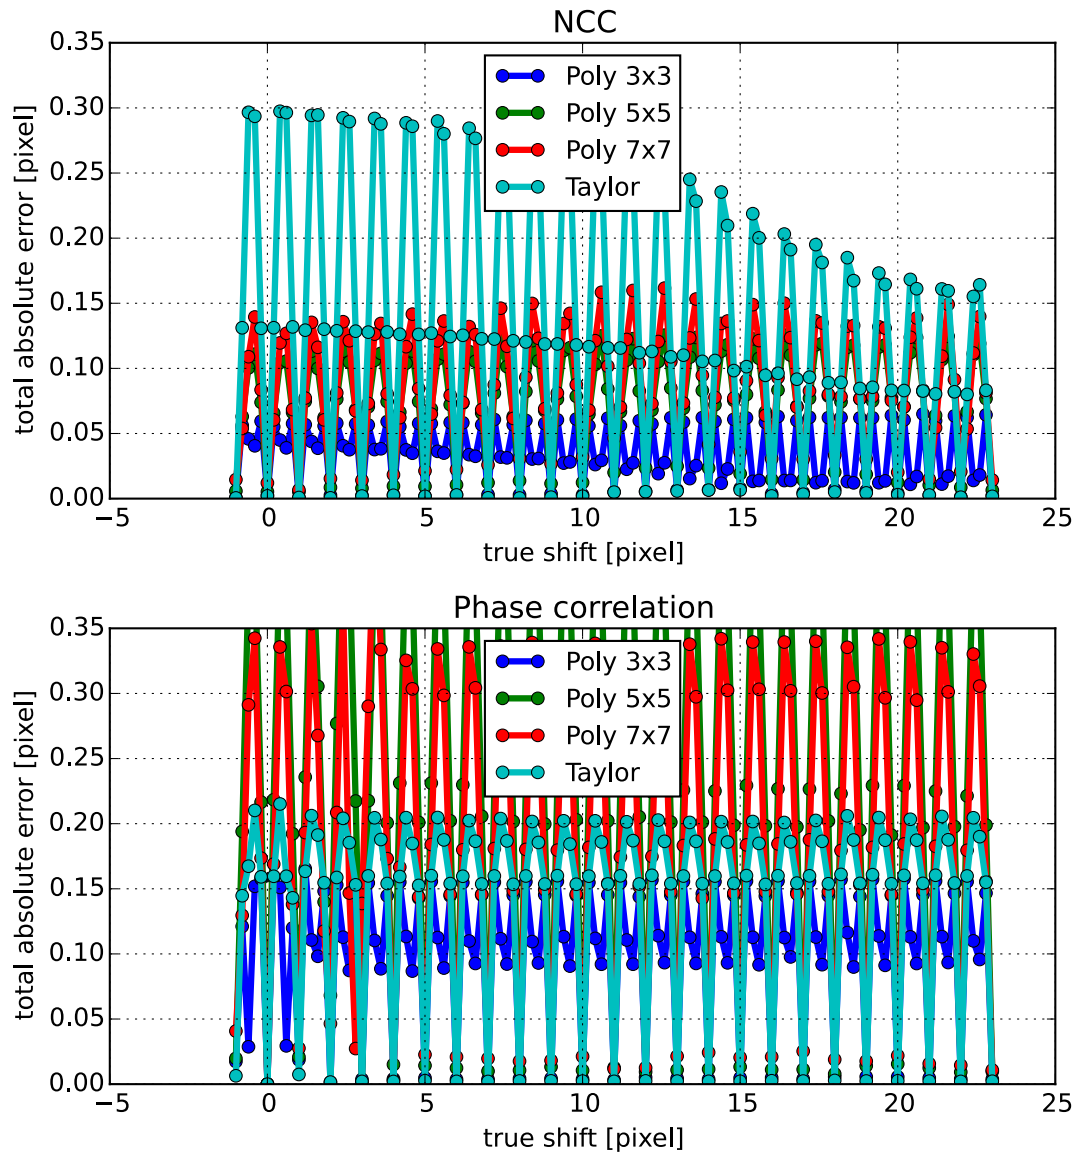 NCC
0.35
0.30
0.25
0.20
0.15
0.10
0.05
0.00
total absolute error [pixel]
Poly 3x3
Poly 5x5
Poly 7x7
Taylor
−5 0 5 10 15 20 25
true shift [pixel]
Phase correlation
0.35
0.30
0.25
0.20
0.15
0.10
0.05
0.00
total absolute error [pixel]
Poly 3x3
Poly 5x5
Poly 7x7
Taylor
−5 0 5 10 15 20 25
true shift [pixel]